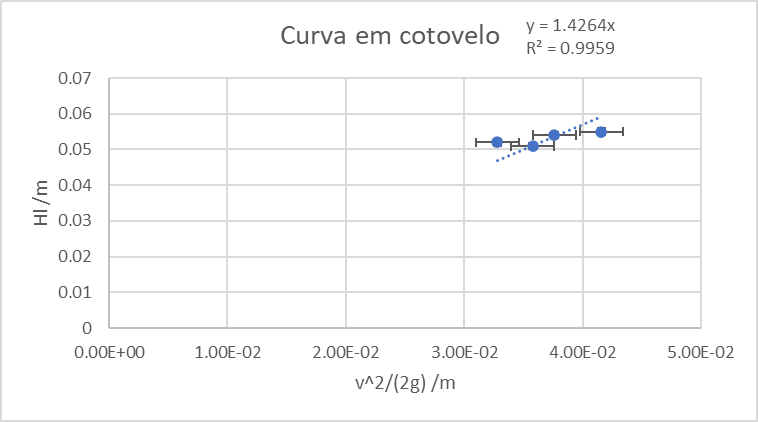 Curva em cotovelo
y = 1.4264x
R² = 0.9959
0.07
0.06
0.05
0.04
0.03
0.02
0.01
0
Hl /m
0.00E+00 1.00E-02 2.00E-02 3.00E-02 4.00E-02 5.00E-02
v^2/(2g) /m